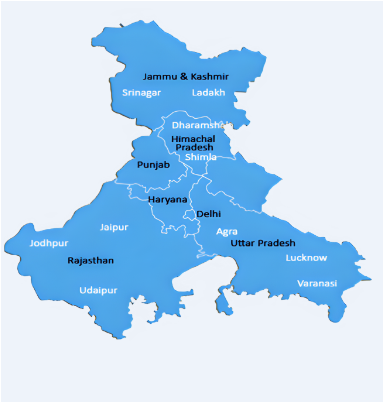 Jammu & Kashmir
Srinagar
Ladakh
Dharamshila
Himachal
Pradesh
Shimla
Punjab
Haryana
Delhi
Jaipur
Agra
Jodhpur
Uttar Pradesh
Rajasthan
Lucknow
Varanasi
Udaipur